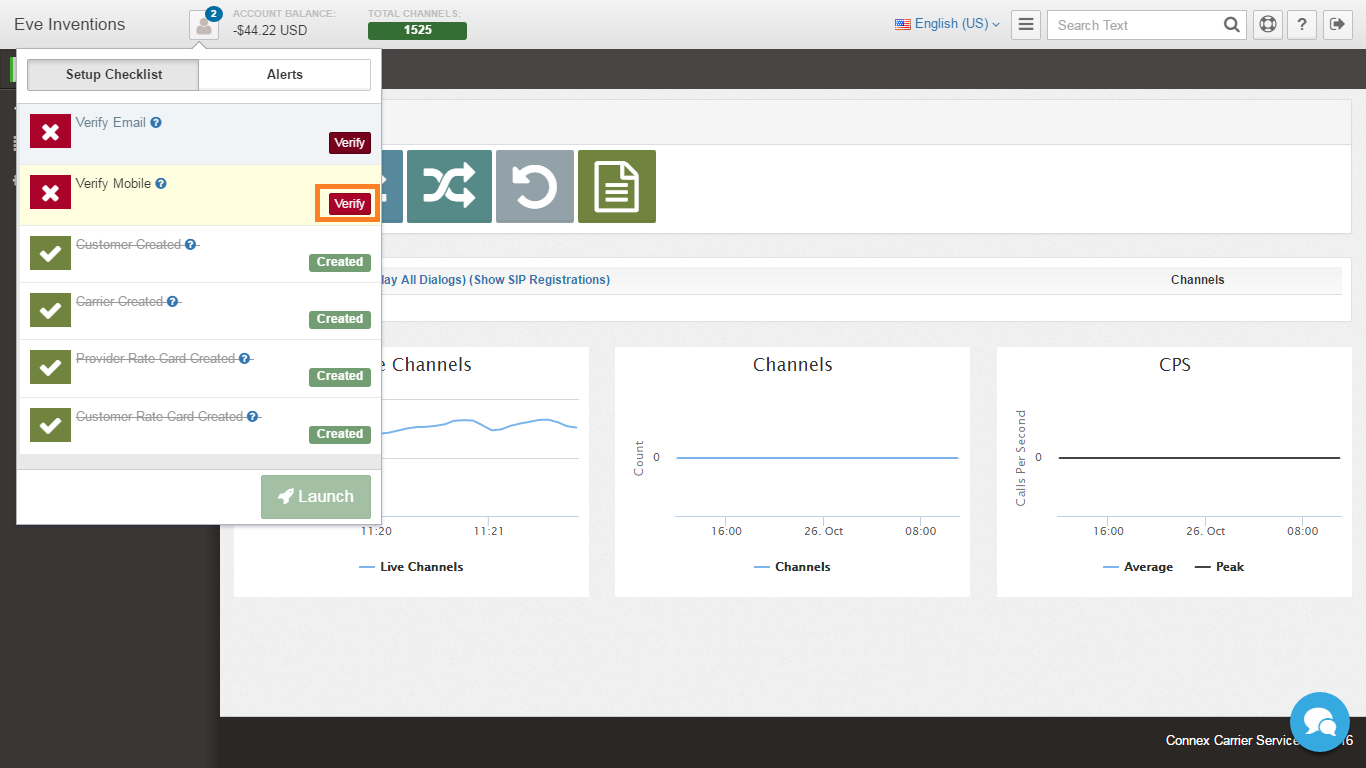 Eve Inventions
2
ACCOUNT BALANCE:
-$44.22 USD
TOTAL CHANNELS:
1525
English (US)
Search Text
?
Setup Checklist
Alerts
Verify Email ?
Verify
Verify Mobile ?
Verify
Customer Created ?
Created
Carrier Created ?
Created
Provider Rate Card Created ?
Created
Customer Rate Card Created ?
Created
Launch
All Dialogs) (Show SIP Registrations)
Channels
Channels
11:20 11:21
Live Channels
Channels
Count
0
16:00 26. Oct 08:00
Channels
CPS
Calls Per Second
0
16:00 26. Oct 08:00
Average Peak
Connex Carrier